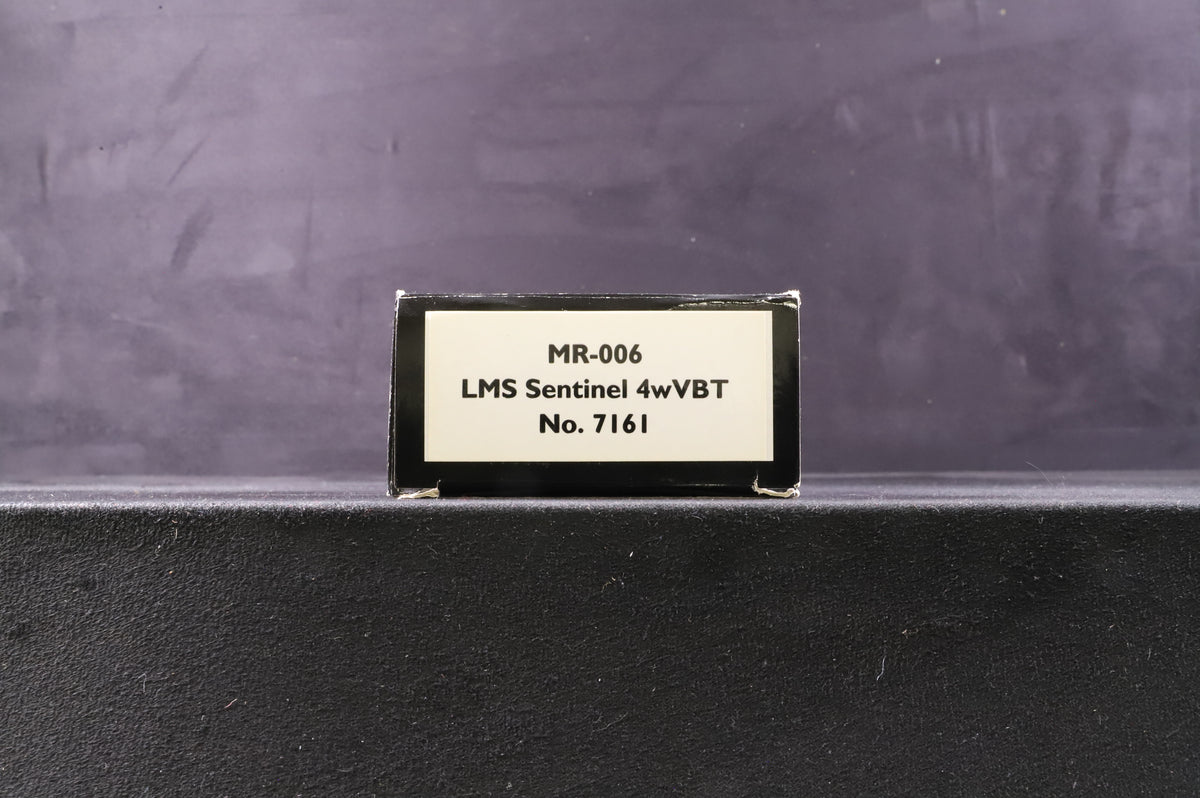 MR-006
LMS Sentinel 4wVBT
No. 7161